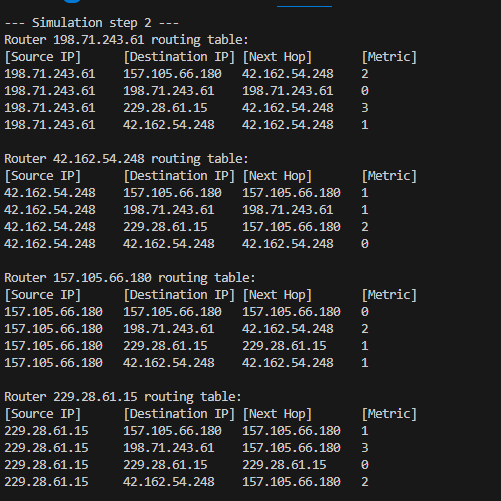 --- Simulation step 2 ---
Router 198.71.243.61 routing table:
[Source IP] [Destination IP] [Next Hop] [Metric]
198.71.243.61 157.105.66.180 42.162.54.248 2
198.71.243.61 198.71.243.61 198.71.243.61 0
198.71.243.61 229.28.61.15 42.162.54.248 3
198.71.243.61 42.162.54.248 42.162.54.248 1
Router 42.162.54.248 routing table:
[Source IP] [Destination IP] [Next Hop] [Metric]
42.162.54.248 157.105.66.180 157.105.66.180 1
42.162.54.248 198.71.243.61 198.71.243.61 1
42.162.54.248 229.28.61.15 157.105.66.180 2
42.162.54.248 42.162.54.248 42.162.54.248 0
Router 157.105.66.180 routing table:
[Source IP] [Destination IP] [Next Hop] [Metric]
157.105.66.180 157.105.66.180 157.105.66.180 0
157.105.66.180 198.71.243.61 42.162.54.248 2
157.105.66.180 229.28.61.15 229.28.61.15 1
157.105.66.180 42.162.54.248 42.162.54.248 1
Router 229.28.61.15 routing table:
[Source IP] [Destination IP] [Next Hop] [Metric]
229.28.61.15 157.105.66.180 157.105.66.180 1
229.28.61.15 198.71.243.61 157.105.66.180 3
229.28.61.15 229.28.61.15 229.28.61.15 0
229.28.61.15 42.162.54.248 157.105.66.180 2